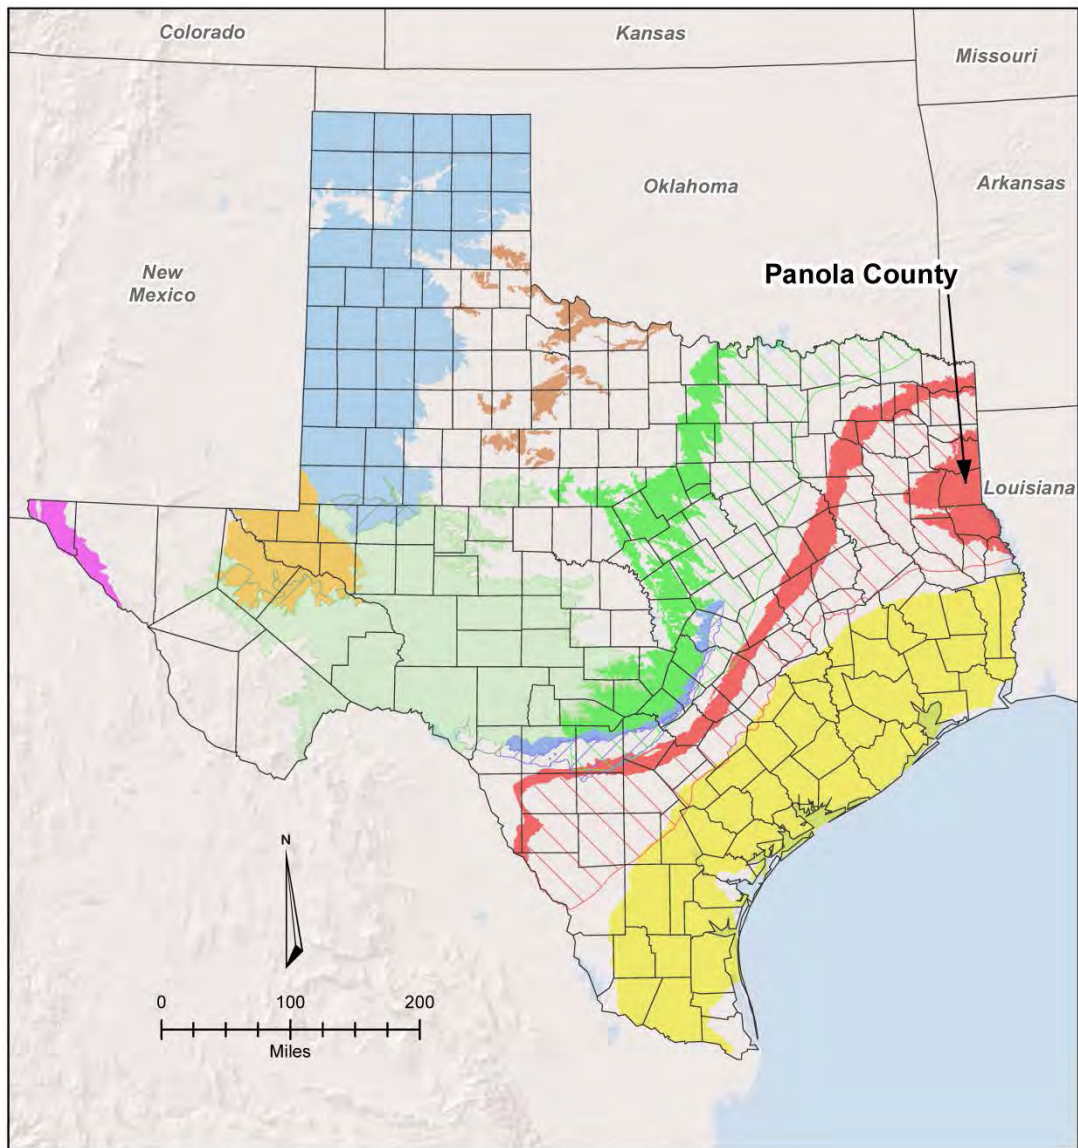 Colorado
Kansas
Missouri
Oklahoma
Arkansas
New
Mexico
Panola County
Louisiana
N
0 100 200
Miles